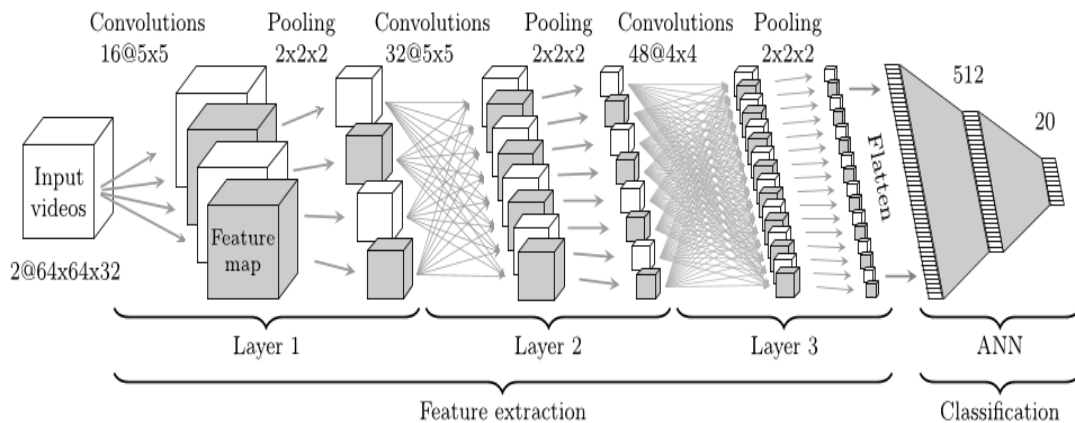 Convolutions
16@5x5
Pooling
2x2x2
Convolutions
32@5x5
Pooling
2x2x2
Convolutions
48@4x4
Pooling
2x2x2
512
20
Input
videos
2@64x64x32
Feature
map
Flatten
Layer 1
Layer 2
Layer 3
ANN
Feature extraction
Classification